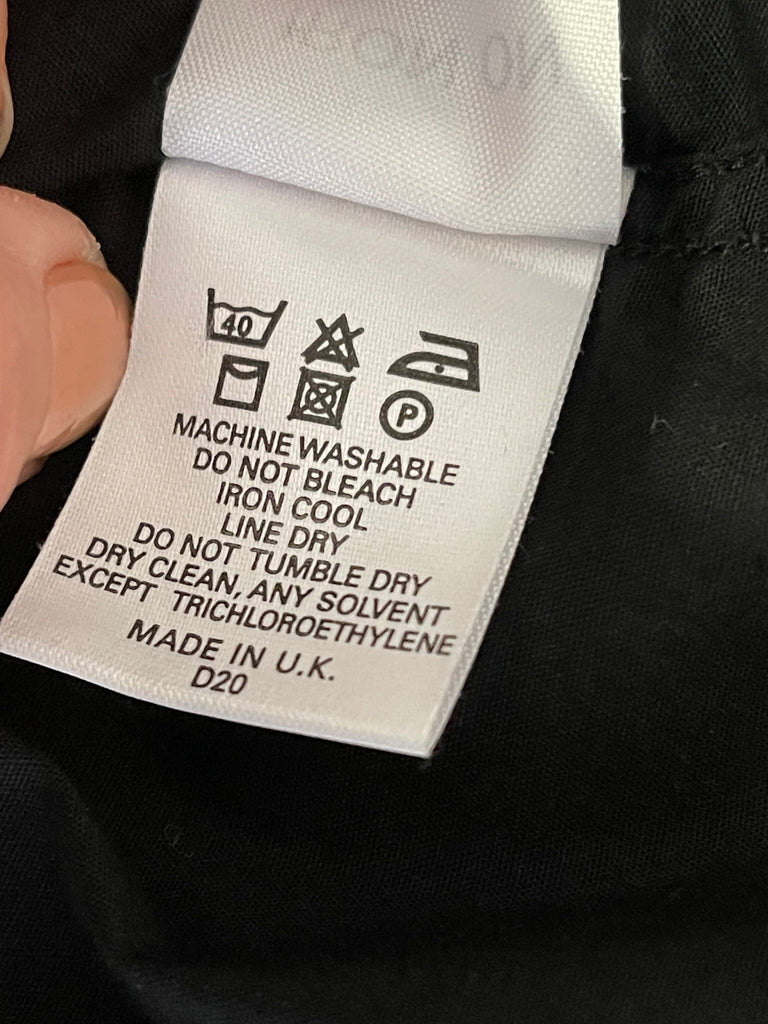 40
P
MACHINE WASHABLE
DO NOT BLEACH
IRON COOL
LINE DRY
DO NOT TUMBLE DRY
DRY CLEAN, ANY SOLVENT
EXCEPT TRICHLOROETHYLENE
MADE IN U.K.
D20